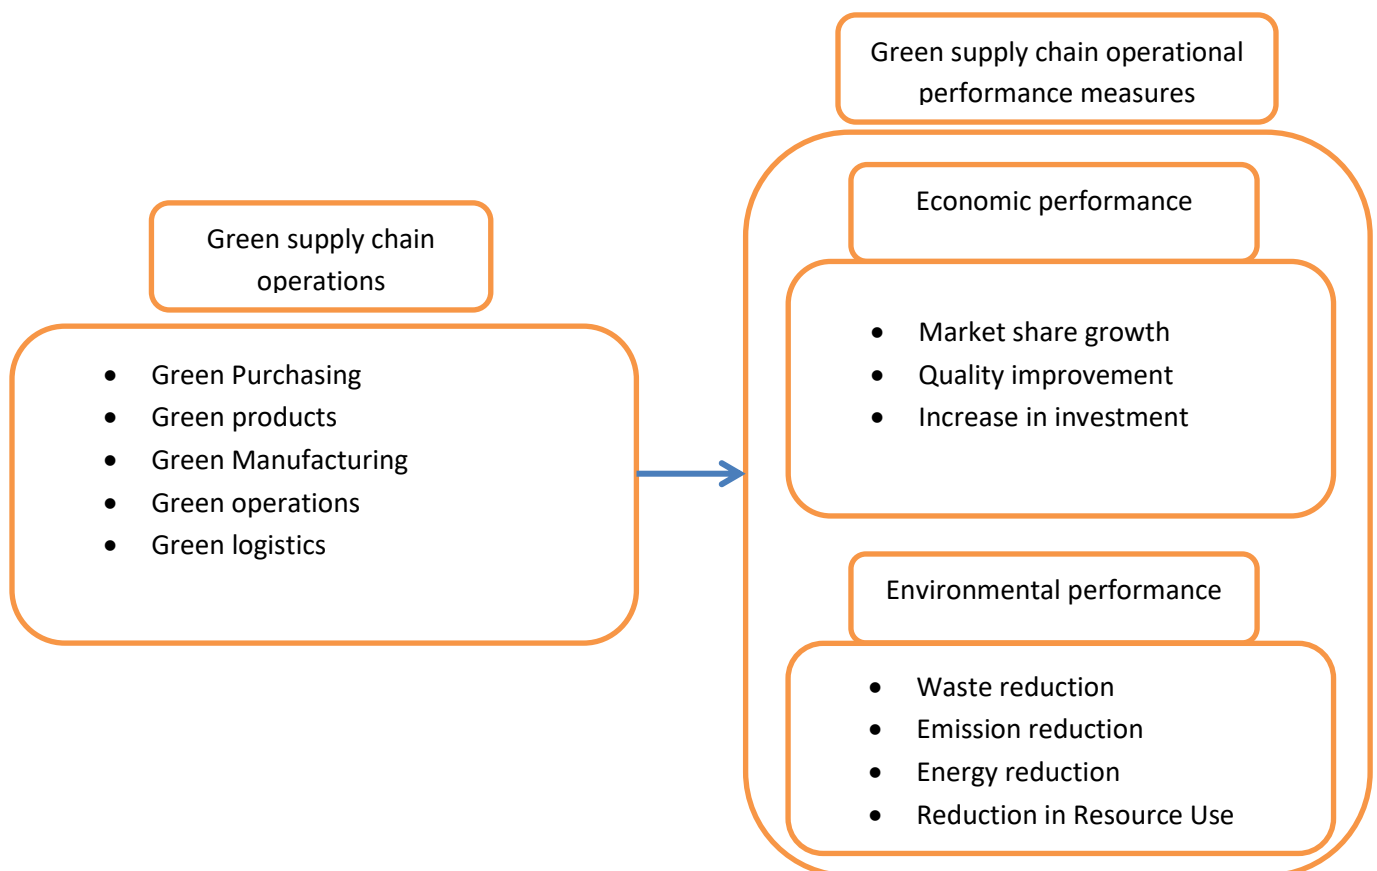 Green supply chain operational
performance measures
Economic performance
Green supply chain
operations
• Market share growth
• Quality improvement
• Increase in investment
• Green Purchasing
• Green products
• Green Manufacturing
• Green operations
• Green logistics
Environmental performance
• Waste reduction
• Emission reduction
• Energy reduction
• Reduction in Resource Use